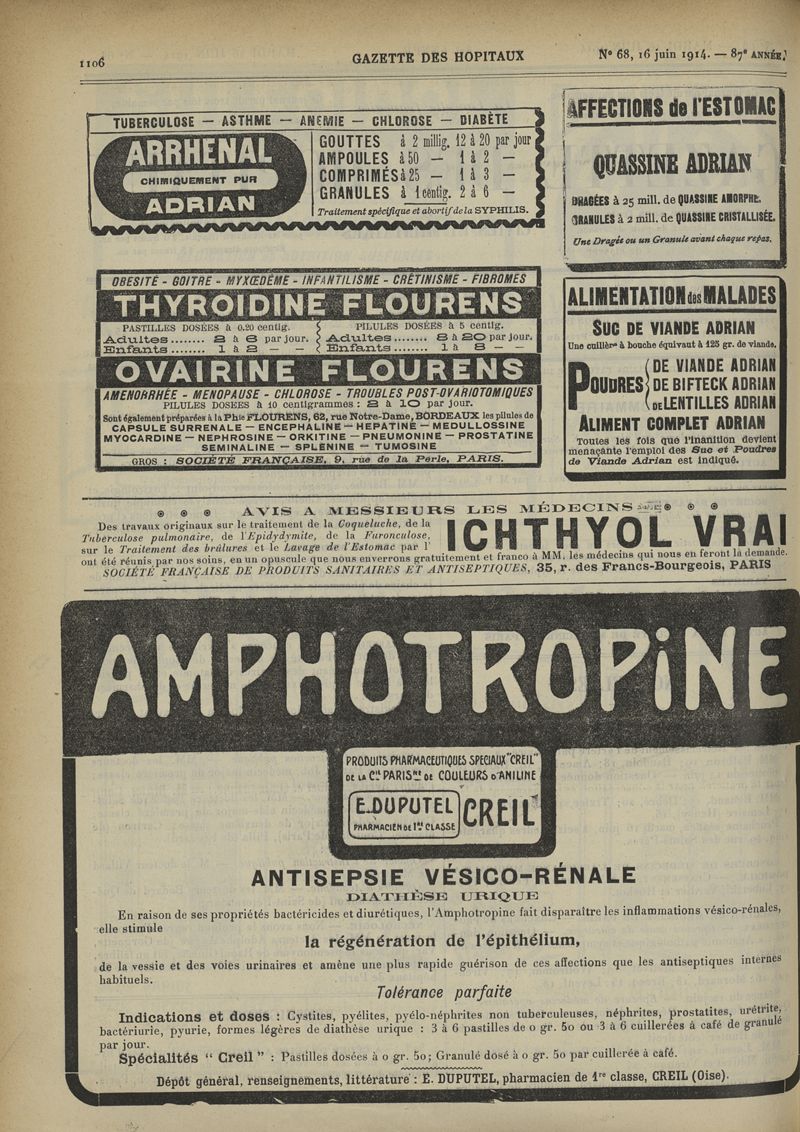 1106
GAZETTE DES HOPITAUX
N° 68, 16 juin 1914. — 87e ANNÉE.
TUBERCULOSE — ASTHME — ANEMIE — CHLOROSE — DIABÈTE
ARRHENAL
CHIMIQUEMENT PUR
ADRIAN
GOUTTES à 2 millig. 12 à 20 par jour
AMPOULES à 50 — 1 à 2 —
COMPRIMÉS à 25 — 1 à 3 —
GRANULES à 1 centig. 2 à 6 —
Traitement spécifique et abortif de la SYPHILIS.
AFFECTIONS de l'ESTOMAC
QUASSINE ADRIAN
DRAGÉES à 25 mill. de QUASSINE AMORPHE.
GRANULES à 2 mill. de QUASSINE CRISTALLISÉE.
Une Dragée ou un Granule avant chaque repas.
OBESITÉ - GOITRE - MYXŒDÈME - INFANTILISME - CRÉTINISME - FIBROMES
THYROIDINE FLOURENS
PASTILLES DOSÉES à 0.20 centig.
Adultes........ 2 à 6 par jour.
Enfants........ 1 à 2 — —
PILULES DOSÉES à 5 centig.
Adultes........ 8 à 20 par jour.
Enfants........ 1 à 8 — —
OVAIRINE FLOURENS
AMENORRHÉE - MENOPAUSE - CHLOROSE - TROUBLES POST-OVARIOTOMIQUES
PILULES DOSÉES à 10 centigrammes : 2 à 10 par jour.
Sont également préparées à la Phie FLOURENS, 62, rue Notre-Dame, BORDEAUX les pilules de
CAPSULE SURRENALE — ENCEPHALINE — HEPATINE — MEDULLOSSINE
MYOCARDINE — NEPHROSINE — ORKITINE — PNEUMONINE — PROSTATINE
SEMINALINE — SPLÉNINE — TUMOSINE
GROS : SOCIÉTÉ FRANÇAISE, 9, rue de la Perle, PARIS.
ALIMENTATION des MALADES
SUC DE VIANDE ADRIAN
Une cuillère à bouche équivaut à 125 gr. de viande.
POUDRES
DE VIANDE ADRIAN
DE BIFTECK ADRIAN
DE LENTILLES ADRIAN
ALIMENT COMPLET ADRIAN
Toutes les fois que l'inanition devient
menaçante l'emploi des Suc et Poudres
de Viande Adrian est indiqué.
AVIS A MESSIEURS LES MÉDECINS
Des travaux originaux sur le traitement de la Coqueluche, de la
Tuberculose pulmonaire, de l'Epidydymite, de la Furonculose,
sur le Traitement des brûlures et le Lavage de l'Estomac par l'
ICHTHYOL VRAI
ont été réunis par nos soins, en un opuscule que nous enverrons gratuitement et franco à MM. les médecins qui nous en feront la demande.
SOCIÉTÉ FRANÇAISE DE PRODUITS SANITAIRES ET ANTISEPTIQUES, 35, r. des Francs-Bourgeois, PARIS
AMPHOTROPiNE
PRODUITS PHARMACEUTIQUES SPECIAUX "CREIL"
DE LA Cie PARISne DE COULEURS D'ANILINE
E. DUPUTEL
PHARMACIEN DE 1ère CLASSE
CREIL
ANTISEPSIE VÉSICO-RÉNALE
DIATHÈSE URIQUE
En raison de ses propriétés bactéricides et diurétiques, l'Amphotropine fait disparaître les inflammations vésico-rénales,
elle stimule
la régénération de l'épithélium,
de la vessie et des voies urinaires et amène une plus rapide guérison de ces affections que les antiseptiques internes
habituels.
Tolérance parfaite
Indications et doses : Cystites, pyélites, pyélo-néphrites non tuberculeuses, néphrites, prostatites, urétrite,
bactériurie, pyurie, formes légères de diathèse urique : 3 à 6 pastilles de 0 gr. 50 ou 3 à 6 cuillerées à café de granulé
par jour.
Spécialités " Creil " : Pastilles dosées à 0 gr. 50; Granulé dosé à 0 gr. 50 par cuillerée à café.
Dépôt général, renseignements, littérature : E. DUPUTEL, pharmacien de 1re classe, CREIL (Oise).